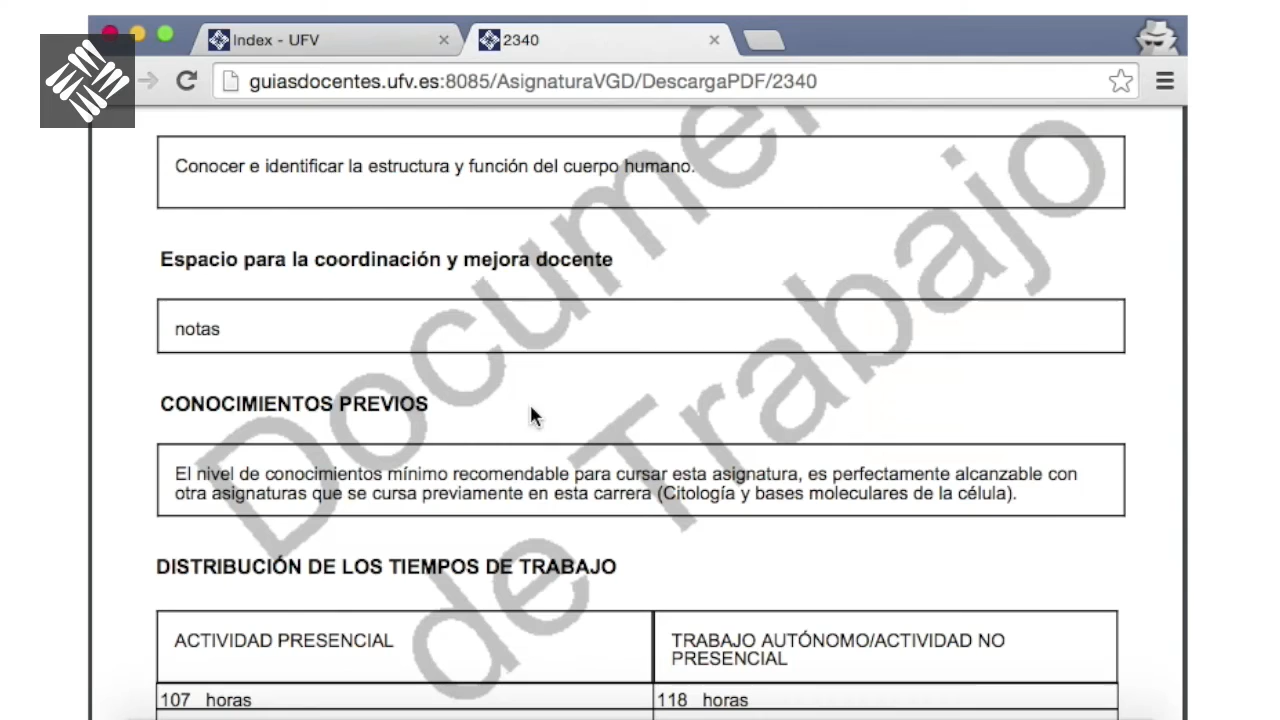 Index - UFV
2340
guiasdocentes.ufv.es:8085/AsignaturaVGD/DescargaPDF/2340
Documen
de Trabajo
Conocer e identificar la estructura y función del cuerpo humano.
Espacio para la coordinación y mejora docente
notas
CONOCIMIENTOS PREVIOS
El nivel de conocimientos mínimo recomendable para cursar esta asignatura, es perfectamente alcanzable con
otra asignaturas que se cursa previamente en esta carrera (Citología y bases moleculares de la célula).
DISTRIBUCIÓN DE LOS TIEMPOS DE TRABAJO
ACTIVIDAD PRESENCIAL
TRABAJO AUTÓNOMO/ACTIVIDAD NO
PRESENCIAL
107 horas
118 horas